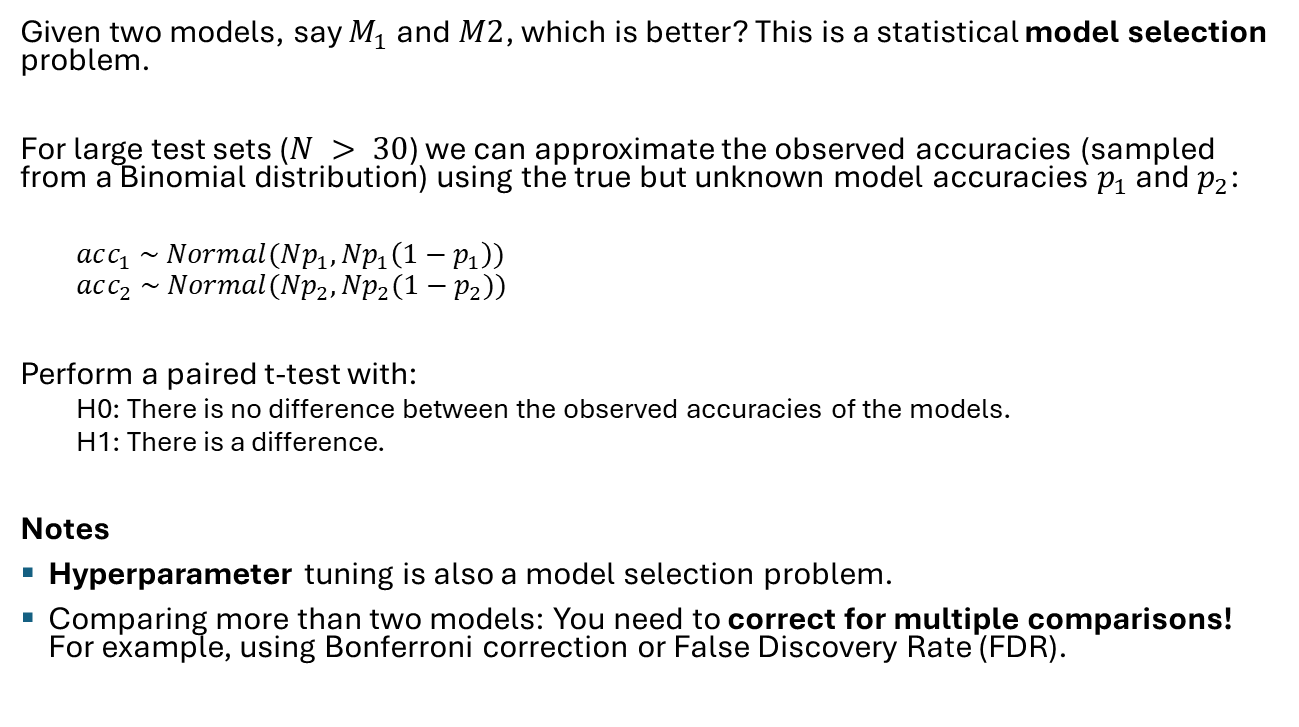 Given two models, say M₁ and M2, which is better? This is a statistical model selection
problem.
For large test sets (N > 30) we can approximate the observed accuracies (sampled
from a Binomial distribution) using the true but unknown model accuracies p₁ and p₂:
acc₁ ~ Normal(Np₁, Np₁(1 − p₁))
acc₂ ~ Normal(Np₂, Np₂(1 − p₂))
Perform a paired t-test with:
H0: There is no difference between the observed accuracies of the models.
H1: There is a difference.
Notes
▪ Hyperparameter tuning is also a model selection problem.
▪ Comparing more than two models: You need to correct for multiple comparisons!
For example, using Bonferroni correction or False Discovery Rate (FDR).